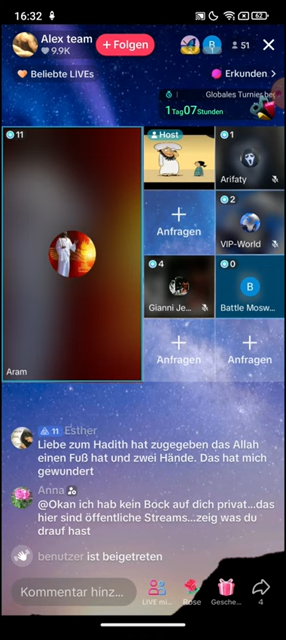 16:32
62
Alex team
9.9K
+ Folgen
B
1
51
Beliebte LIVEs
Erkunden >
Globales Turnier
1Tag07Stunden
11
Aram
Host
1
Arifaty
Anfragen
2
VIP-World
4
Gianni Je...
0
B
Battle Mosw...
Anfragen
Anfragen
11 Esther
Liebe zum Hadith hat zugegeben das Allah
einen Fuß hat und zwei Hände. Das hat mich
gewundert
Anna
@Okan ich hab kein Bock auf dich privat...das
hier sind öffentliche Streams...zeig was du
drauf hast
benutzer ist beigetreten
Kommentar hinz...
LIVE mi...
Rose
Gesche...
4